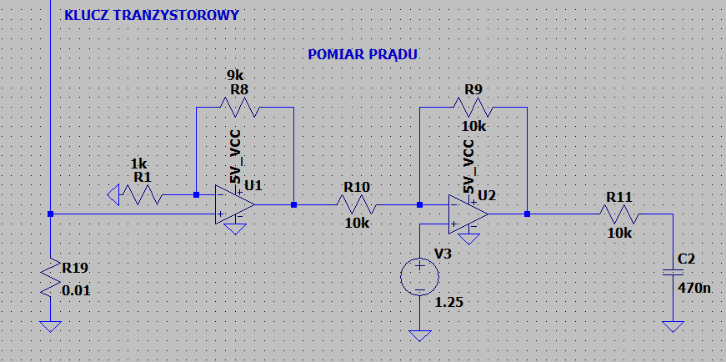 KLUCZ TRANZYSTOROWY
POMIAR PRĄDU
9k
R8
R9
10k
5V_VCC
5V_VCC
1k
R1
U1
R10
10k
U2
R11
10k
V3
1.25
C2
470n
R19
0.01